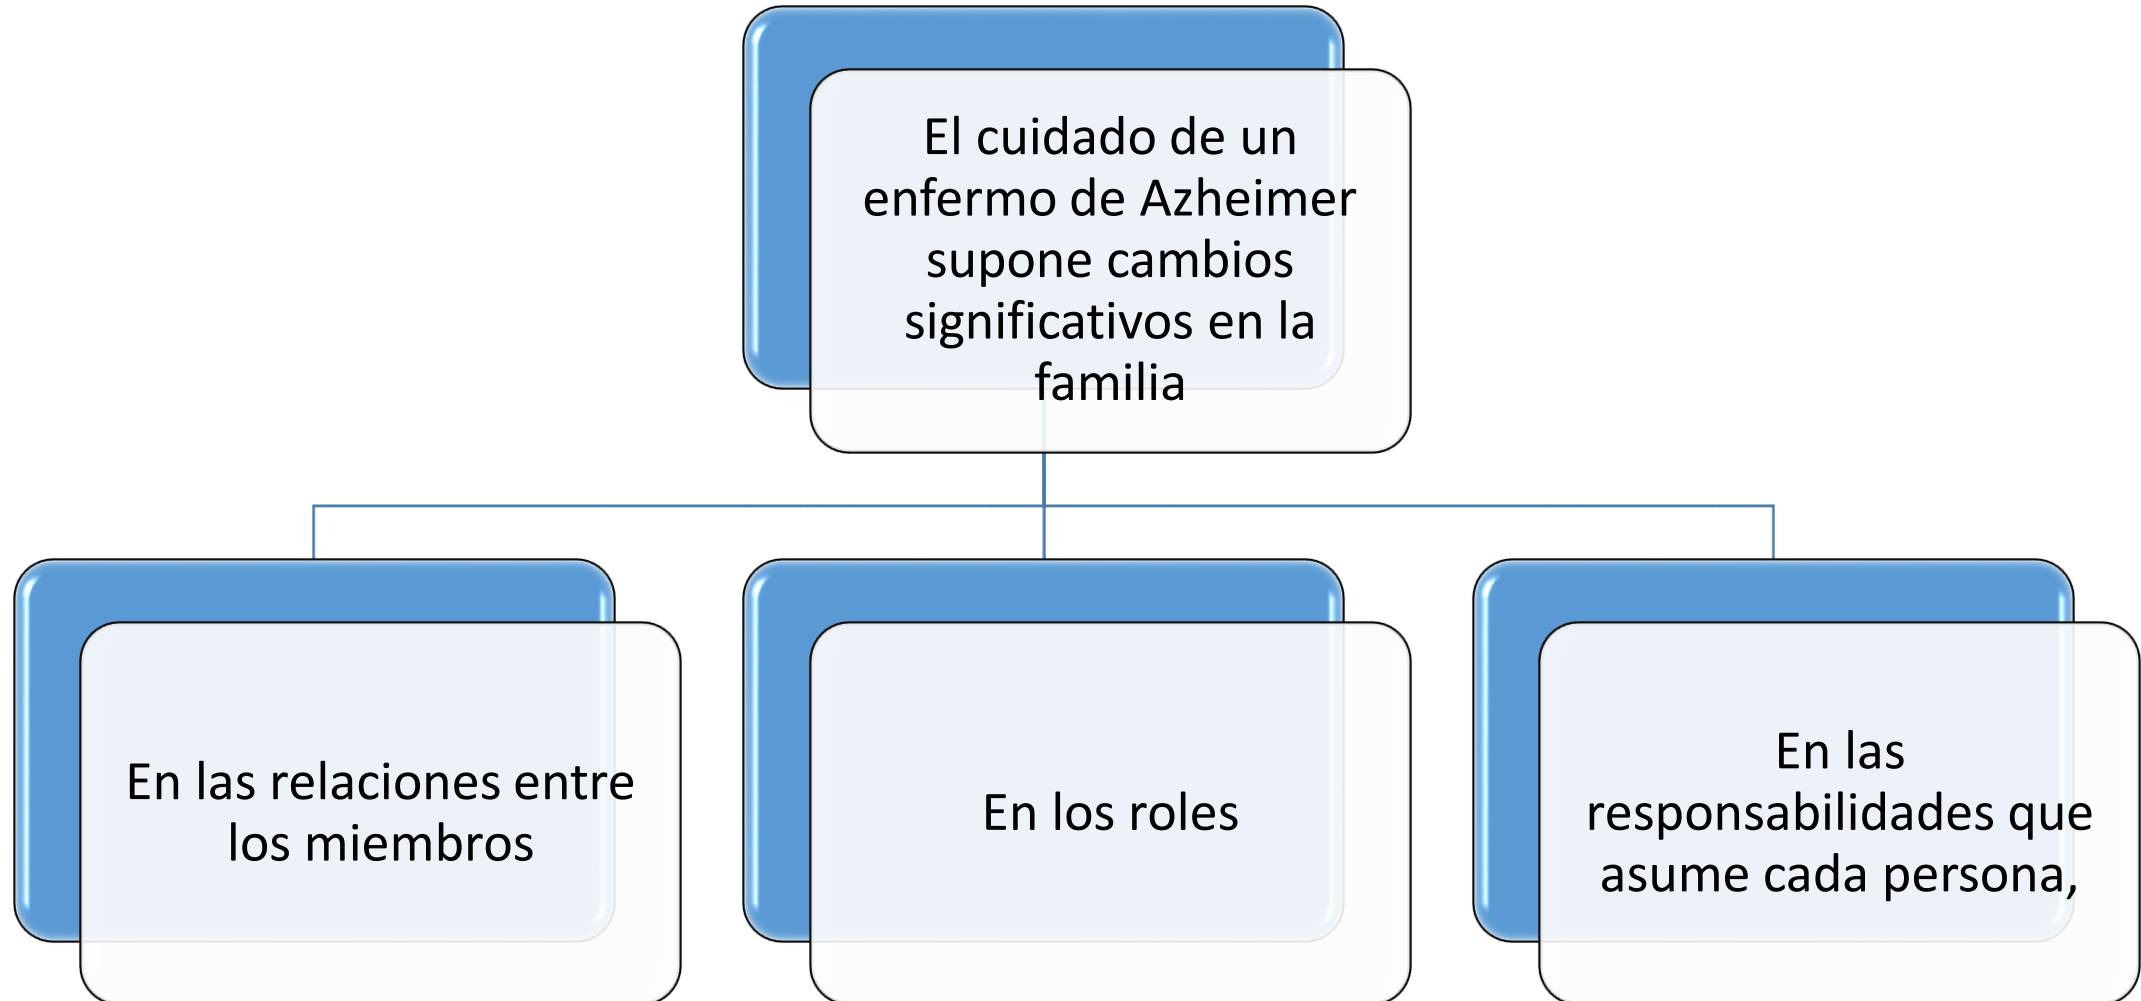 El cuidado de un
enfermo de Azheimer
supone cambios
significativos en la
familia
En las relaciones entre
los miembros
En los roles
En las
responsabilidades que
asume cada persona,